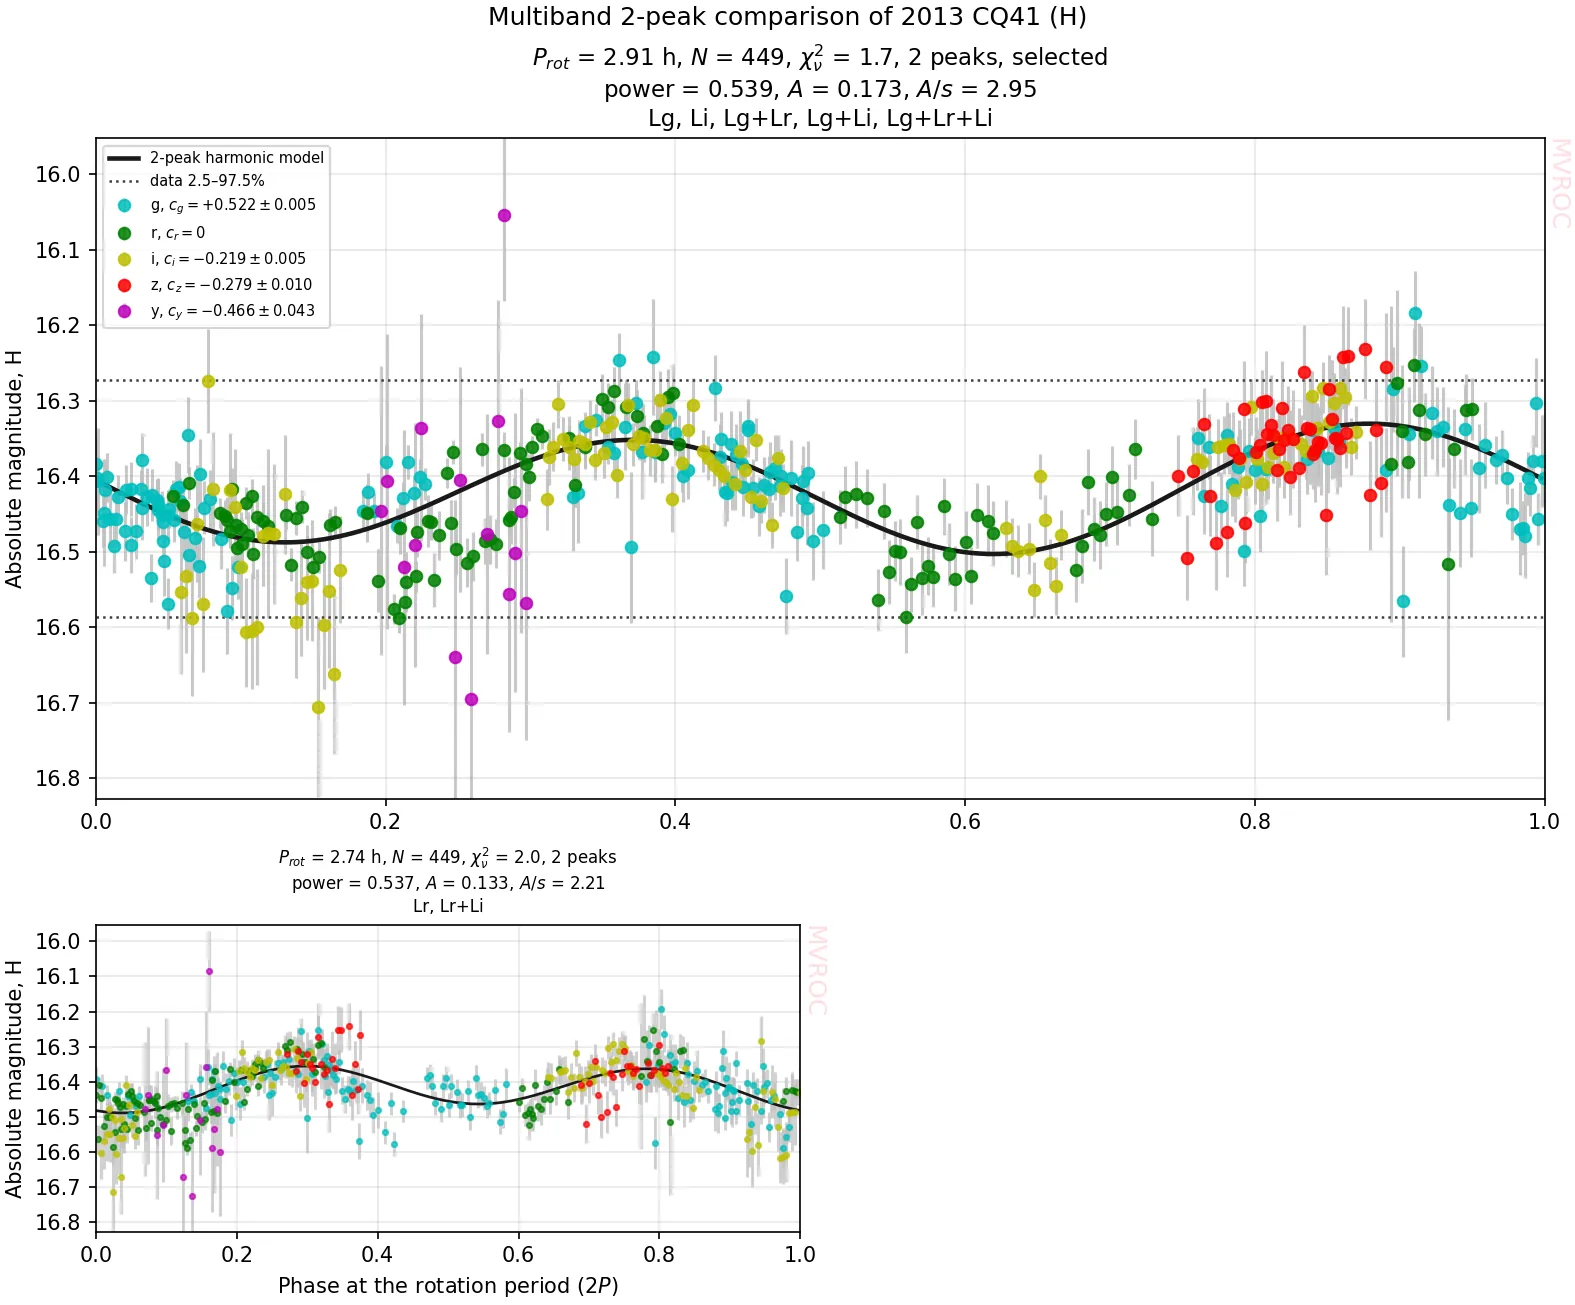 Multiband 2-peak comparison of 2013 CQ41 (H)
P_rot = 2.91 h, N = 449, χ²_ν = 1.7, 2 peaks, selected
power = 0.539, A = 0.173, A/s = 2.95
Lg, Li, Lg+Lr, Lg+Li, Lg+Lr+Li
2-peak harmonic model
data 2.5–97.5%
g, c_g = +0.522 ± 0.005
r, c_r = 0
i, c_i = −0.219 ± 0.005
z, c_z = −0.279 ± 0.010
y, c_y = −0.466 ± 0.043
MVROC
Absolute magnitude, H
16.0
16.1
16.2
16.3
16.4
16.5
16.6
16.7
16.8
0.0 0.2 0.4 0.6 0.8 1.0
P_rot = 2.74 h, N = 449, χ²_ν = 2.0, 2 peaks
power = 0.537, A = 0.133, A/s = 2.21
Lr, Lr+Li
MVROC
Absolute magnitude, H
16.0
16.1
16.2
16.3
16.4
16.5
16.6
16.7
16.8
0.0 0.2 0.4 0.6 0.8 1.0
Phase at the rotation period (2P)